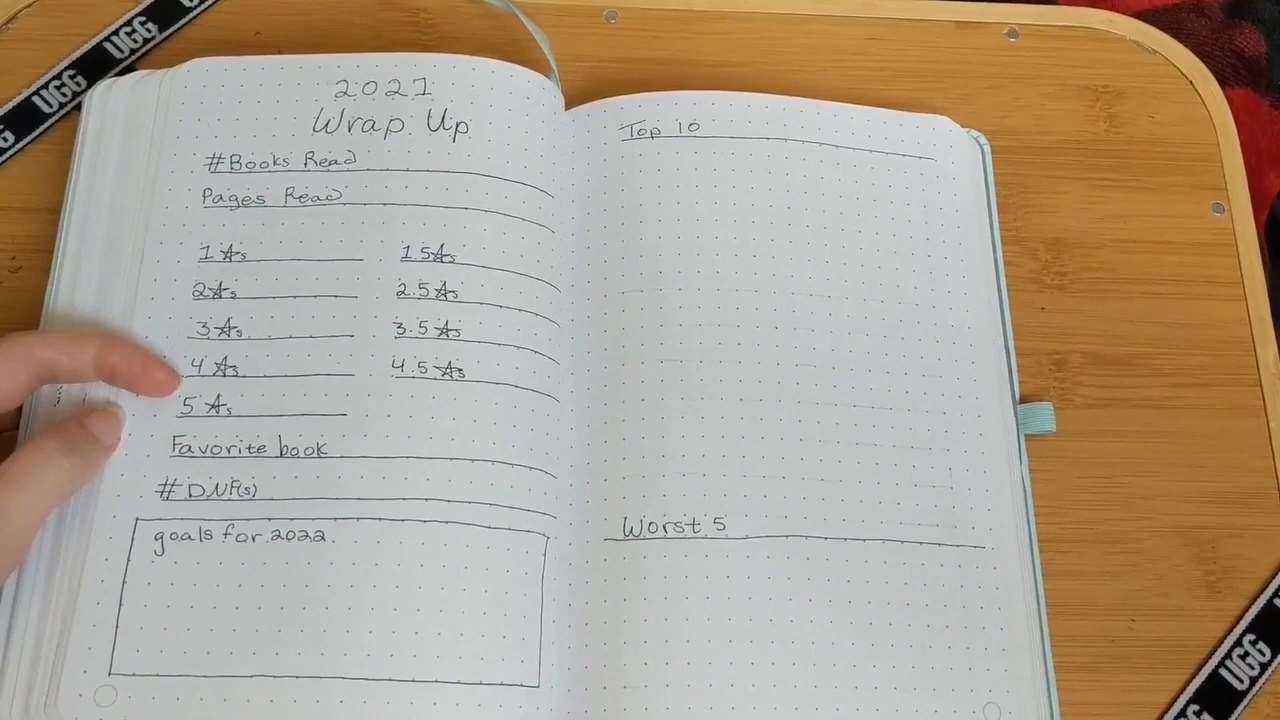 UGG
UGG
2021
Wrap Up
#Books Read
Pages Read
1 ☆s
1.5 ☆s
2 ☆s
2.5 ☆s
3 ☆s
3.5 ☆s
4 ☆s
4.5 ☆s
5 ☆s
Favorite book
# DNF(s)
goals for 2022
Top 10
Worst 5
UGG